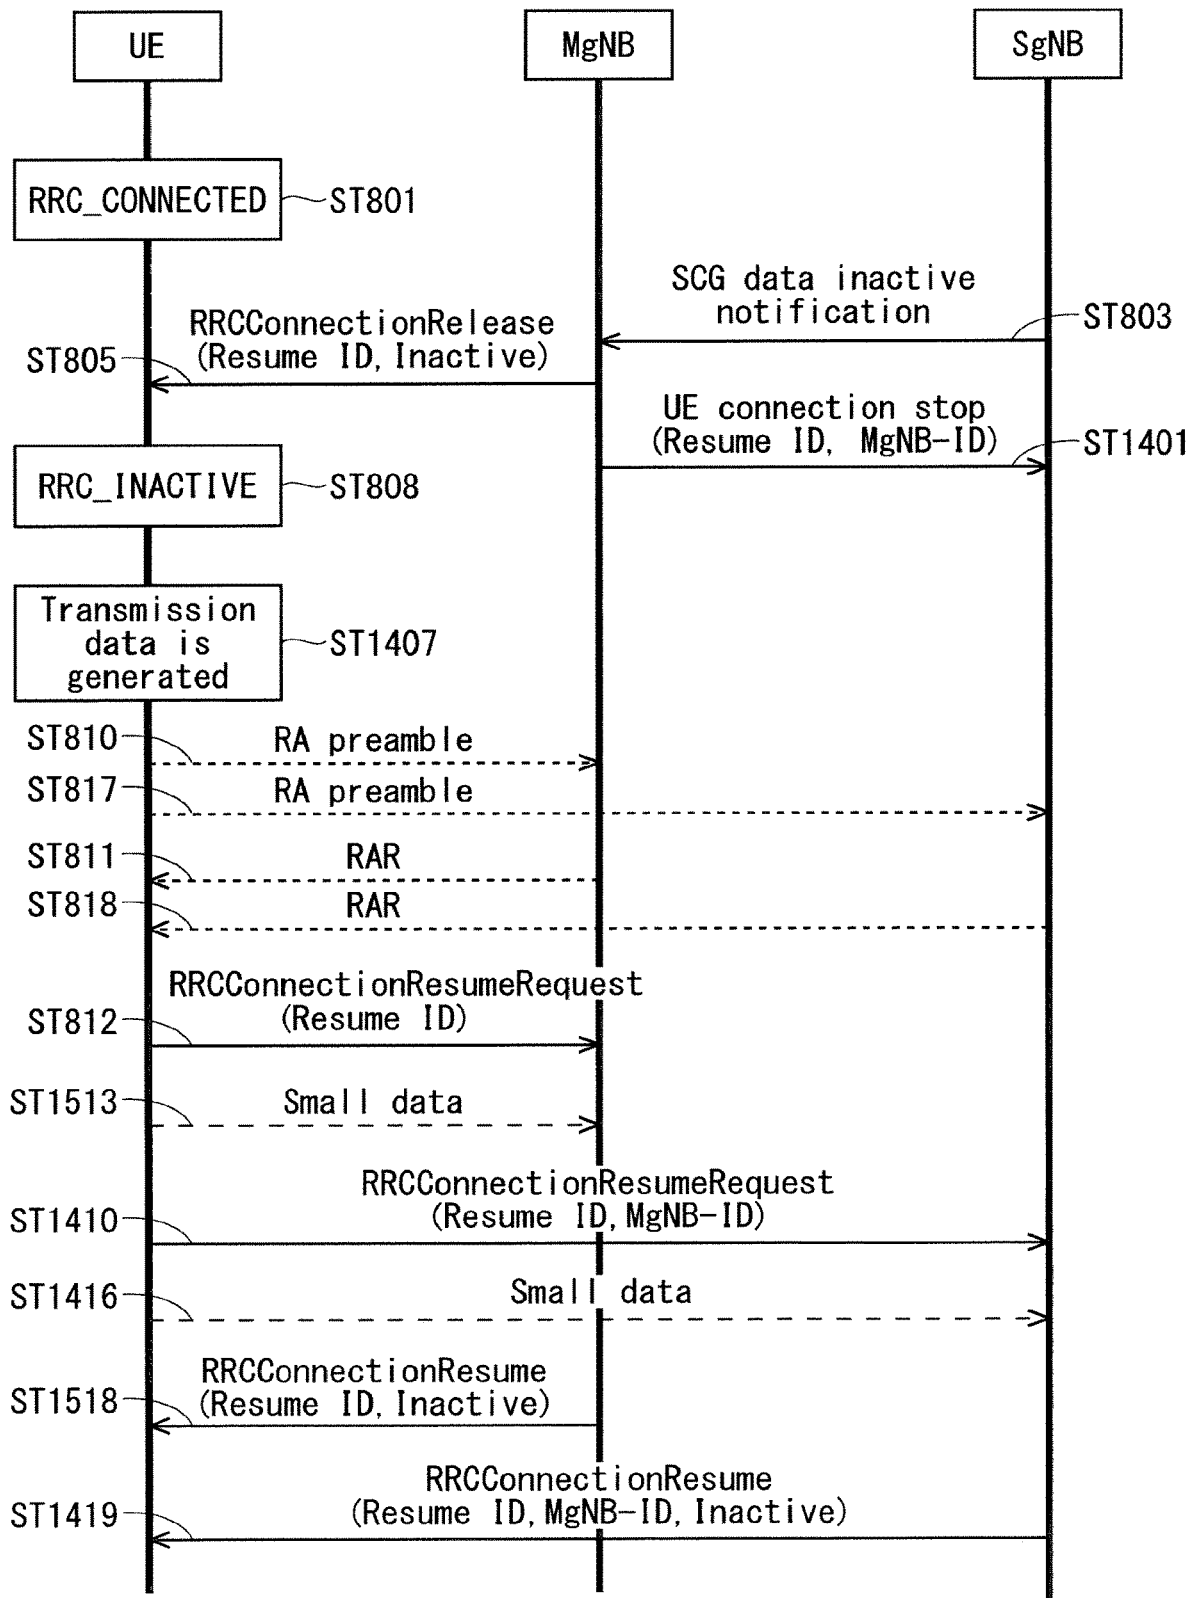 UE
MgNB
SgNB
RRC_CONNECTED
ST801
SCG data inactive
notification
ST803
RRCConnectionRelease
(Resume ID, Inactive)
ST805
UE connection stop
(Resume ID, MgNB-ID)
ST1401
RRC_INACTIVE
ST808
Transmission
data is
generated
ST1407
ST810
RA preamble
ST817
RA preamble
ST811
RAR
ST818
RAR
RRCConnectionResumeRequest
(Resume ID)
ST812
ST1513
Small data
RRCConnectionResumeRequest
(Resume ID, MgNB-ID)
ST1410
ST1416
Small data
RRCConnectionResume
(Resume ID, Inactive)
ST1518
RRCConnectionResume
(Resume ID, MgNB-ID, Inactive)
ST1419